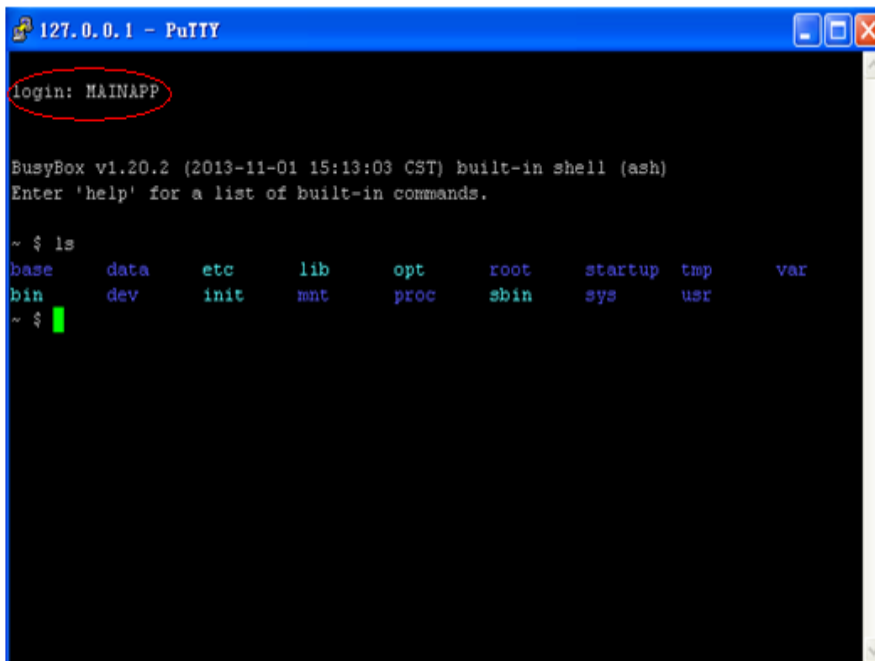 127.0.0.1 - PuTTY
login: MAINAPP
BusyBox v1.20.2 (2013-11-01 15:13:03 CST) built-in shell (ash)
Enter 'help' for a list of built-in commands.
~ $ ls
base data etc lib opt root startup tmp var
bin dev init mnt proc sbin sys usr
~ $